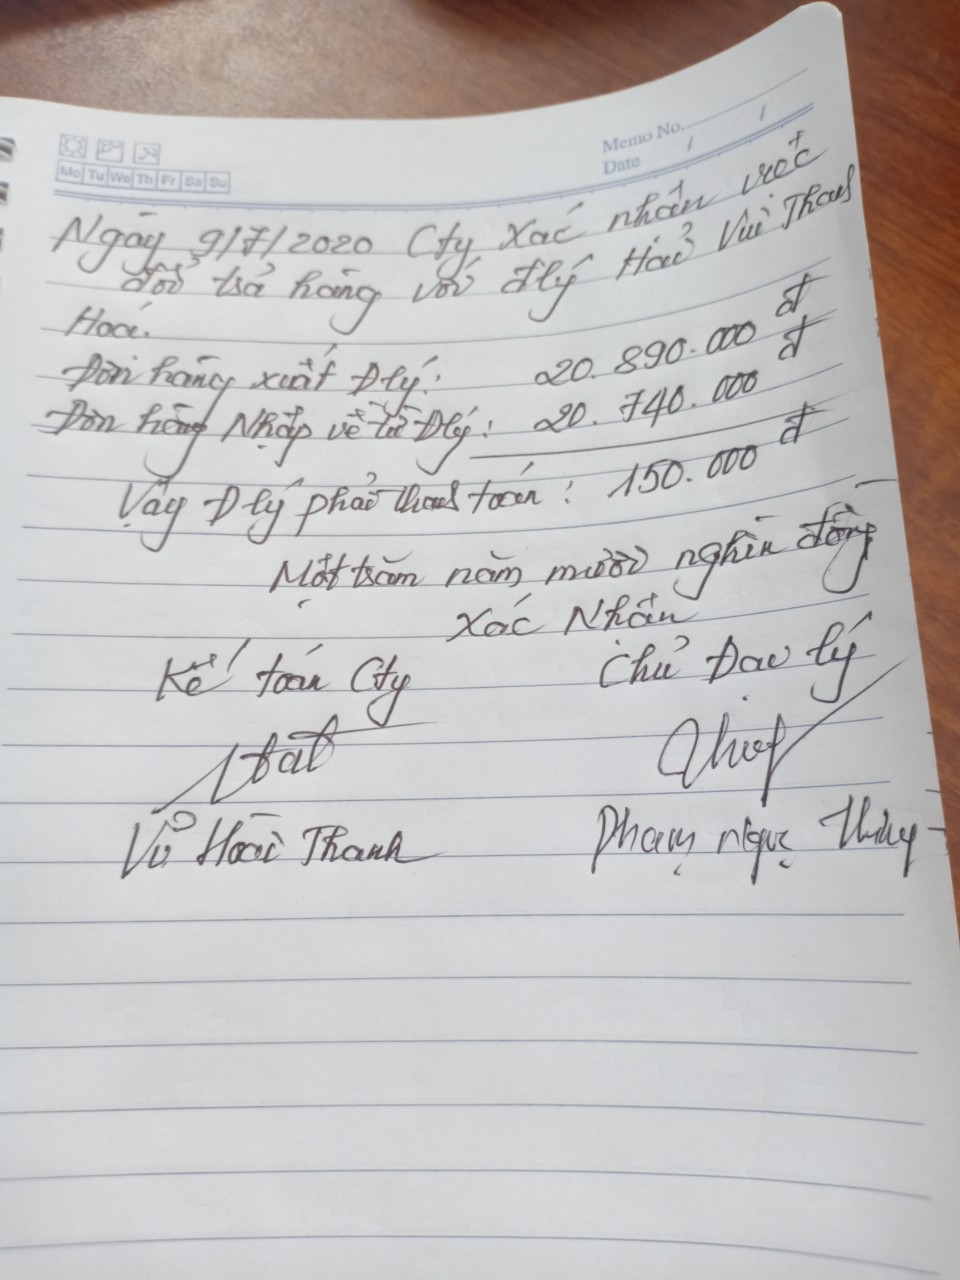 Memo No.
Date / /
Mo Tu We Th Fr Sa Su
Ngày 9/7/2020 Cty Xác nhận việc
đổi trả hàng với đlý Hải Vui Thanh
Hoá.
Đơn hàng xuất Đlý: 20.890.000 đ
Đơn hàng Nhập về từ Đlý: 20.740.000 đ
Vậy Đlý phải thanh toán: 150.000 đ
Một trăm năm mươi nghìn đồng
Xác Nhận
Kế toán Cty Chủ Đại lý
Vũ Hoài Thanh Phạm Ngọc Thúy